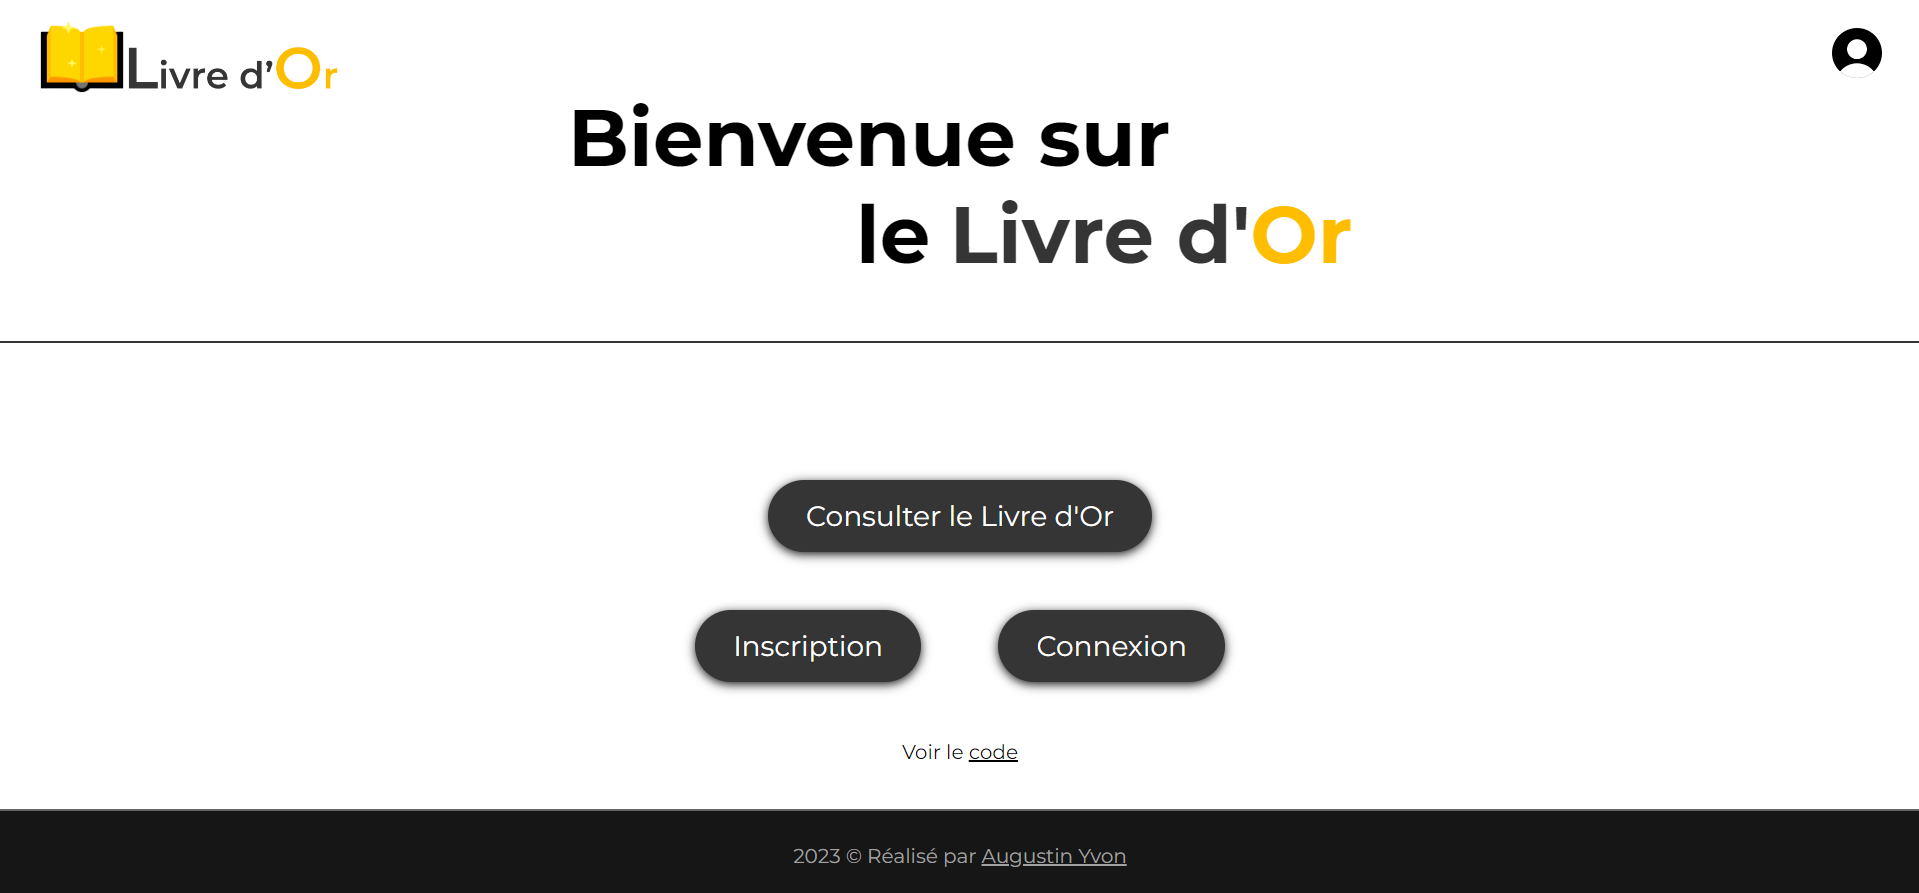 Livre d'Or
Bienvenue sur
le Livre d'Or
Consulter le Livre d'Or
Inscription
Connexion
Voir le code
2023 © Réalisé par Augustin Yvon